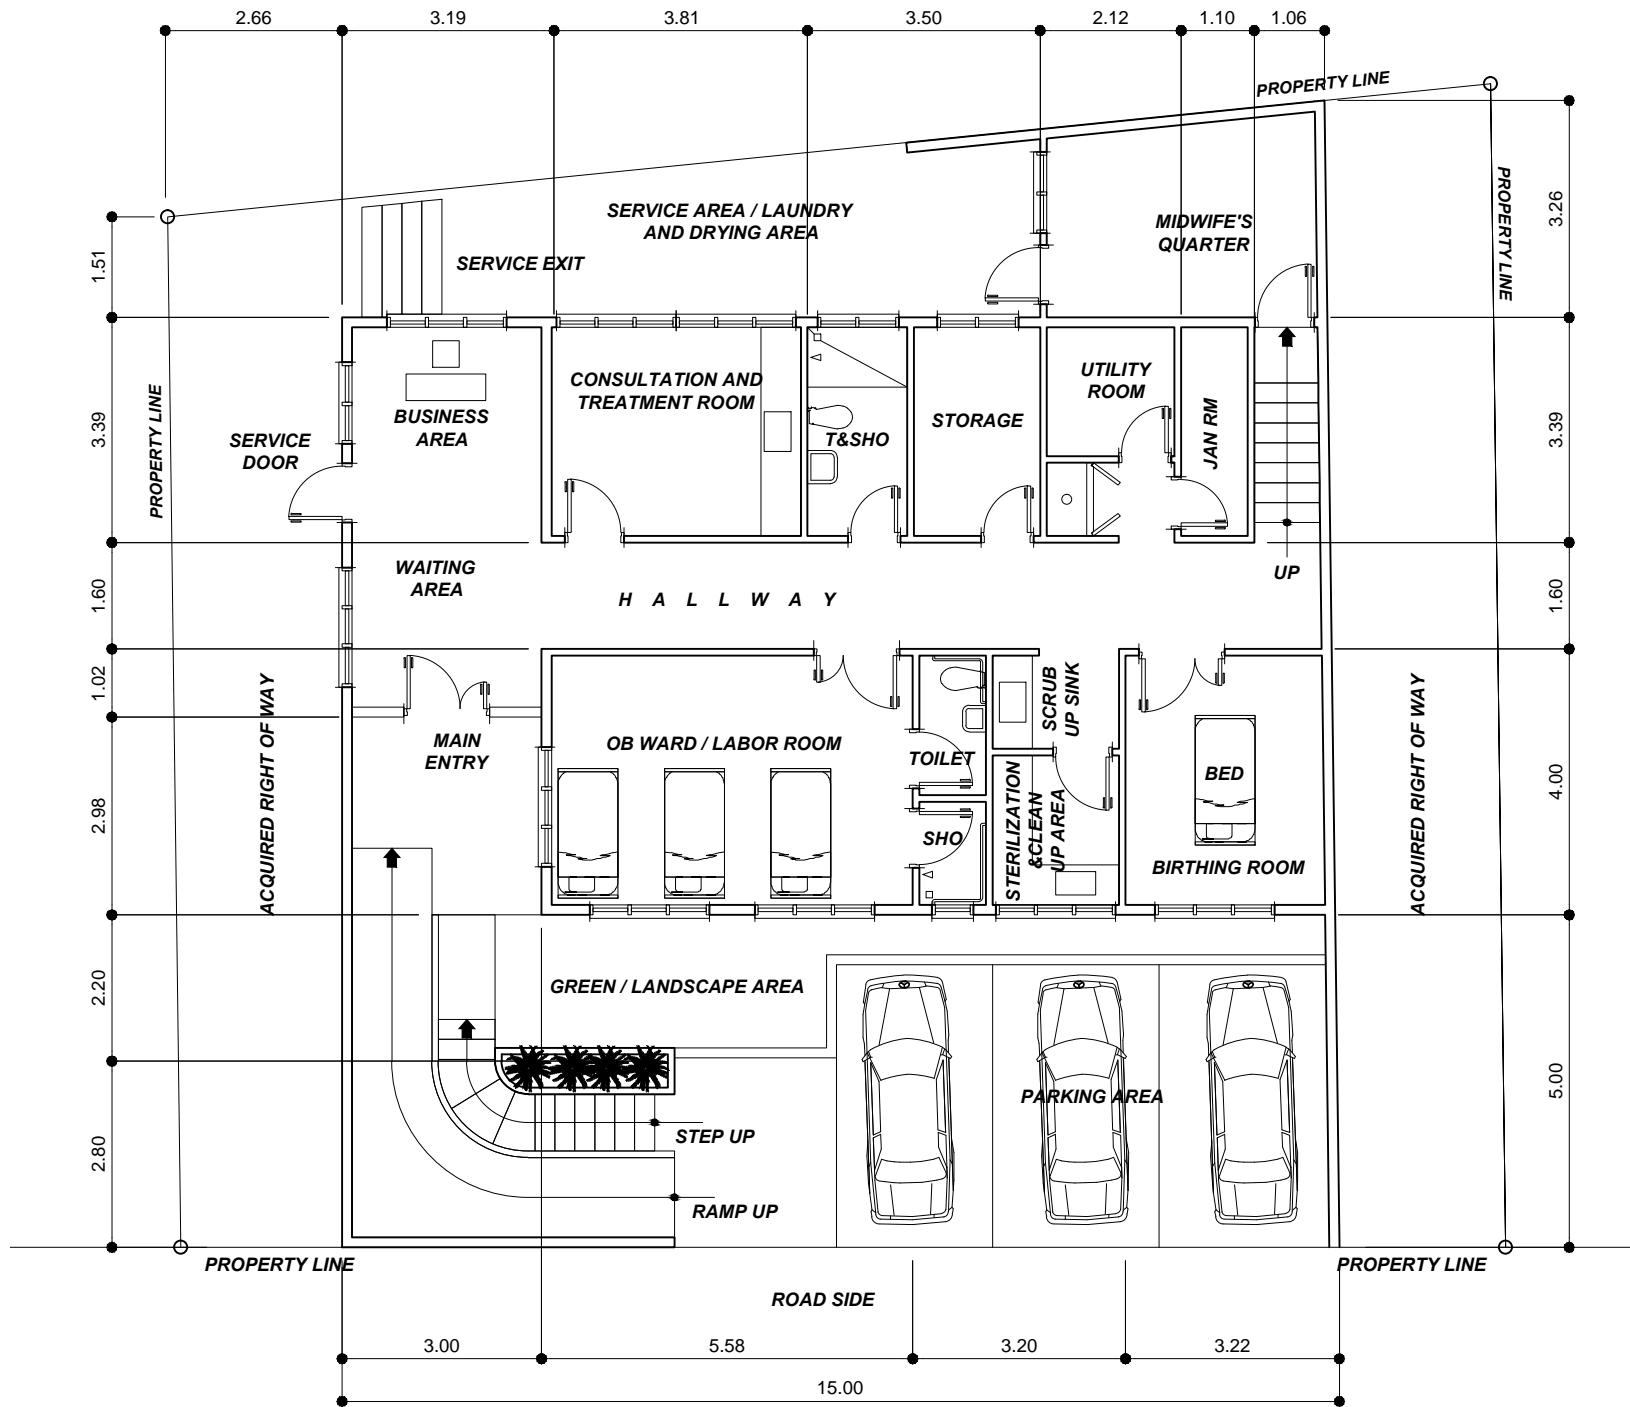 2.66 3.19 3.81 3.50 2.12 1.10 1.06
PROPERTY LINE
PROPERTY LINE
3.26
SERVICE AREA / LAUNDRY
AND DRYING AREA
MIDWIFE'S
QUARTER
SERVICE EXIT
1.51
PROPERTY LINE
3.39
SERVICE
DOOR
BUSINESS
AREA
CONSULTATION AND
TREATMENT ROOM
T&SHO
STORAGE
UTILITY
ROOM
JAN RM
3.39
WAITING
AREA
H A L L W A Y
UP
1.60
1.60
1.02
ACQUIRED RIGHT OF WAY
MAIN
ENTRY
OB WARD / LABOR ROOM
TOILET
SCRUB
UP SINK
BED
SHO
STERILIZATION
&CLEAN
UP AREA
BIRTHING ROOM
ACQUIRED RIGHT OF WAY
2.98
4.00
2.20
GREEN / LANDSCAPE AREA
PARKING AREA
5.00
STEP UP
2.80
RAMP UP
PROPERTY LINE
PROPERTY LINE
ROAD SIDE
3.00 5.58 3.20 3.22
15.00